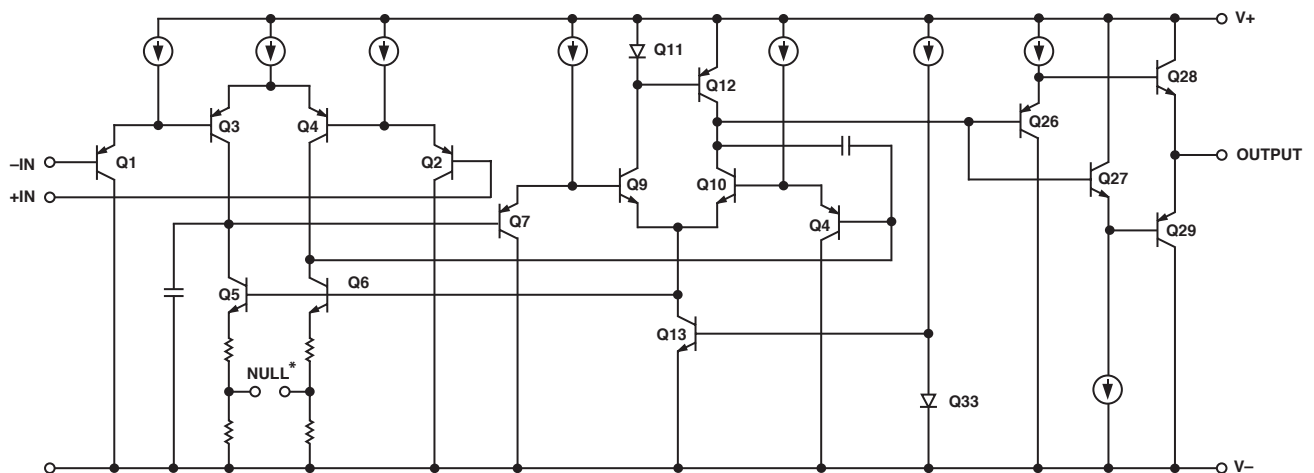 V+
Q11
Q12
Q28
Q3
Q4
Q26
–IN
Q1
Q2
OUTPUT
+IN
Q9
Q10
Q27
Q7
Q4
Q29
Q5
Q6
Q13
NULL*
Q33
V–